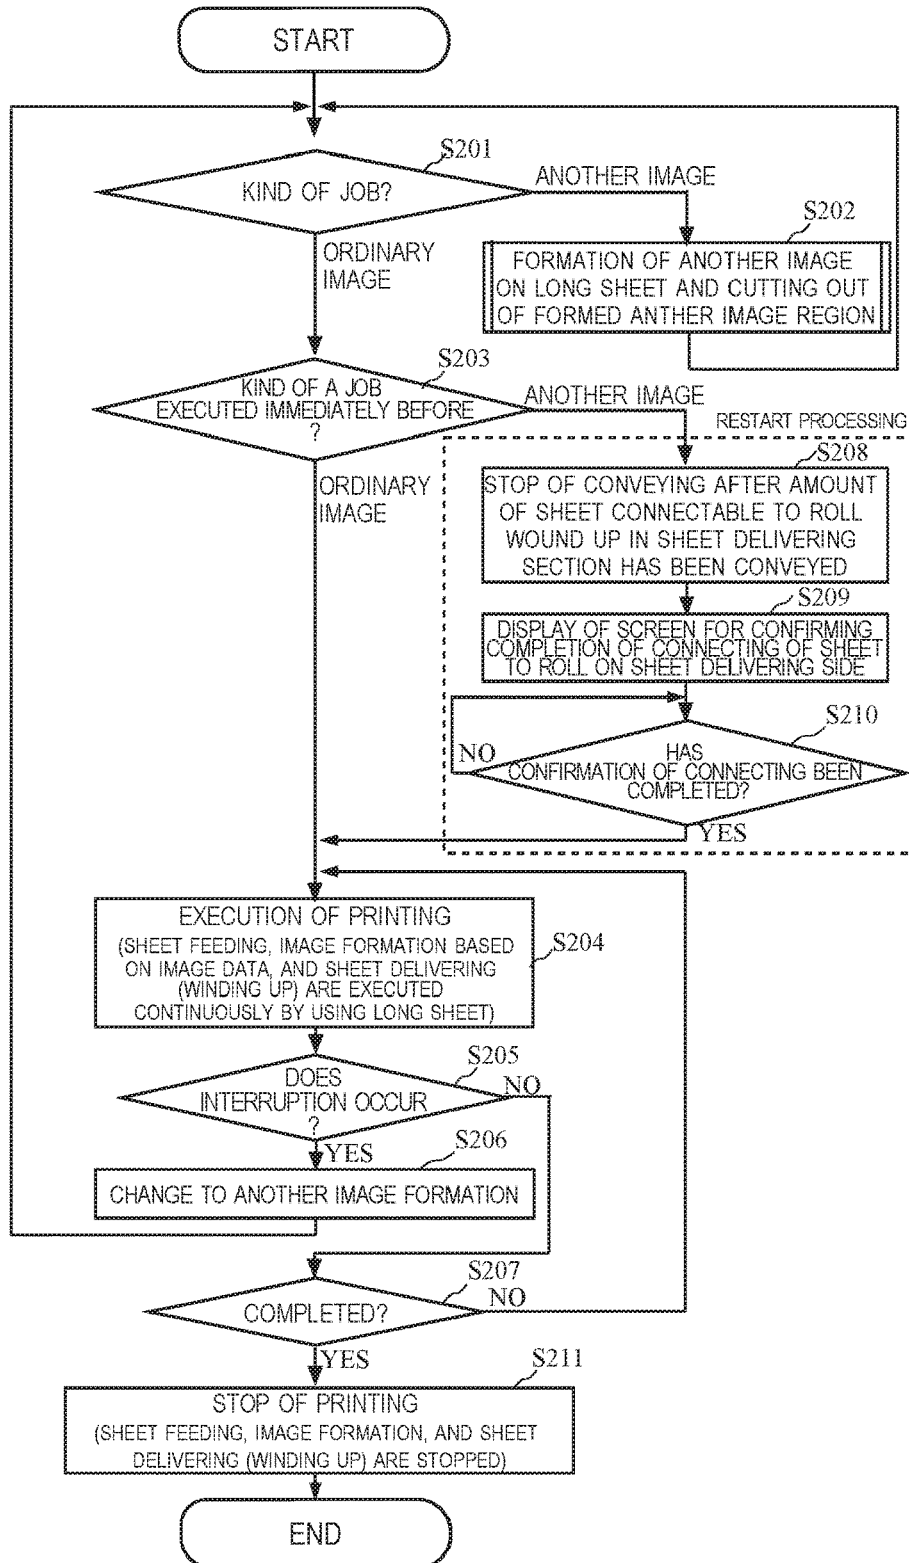 START
S201
KIND OF JOB?
ANOTHER IMAGE
S202
FORMATION OF ANOTHER IMAGE
ON LONG SHEET AND CUTTING OUT
OF FORMED ANTHER IMAGE REGION
ORDINARY
IMAGE
S203
KIND OF A JOB
EXECUTED IMMEDIATELY BEFORE
?
ANOTHER IMAGE
RESTART PROCESSING
ORDINARY
IMAGE
S208
STOP OF CONVEYING AFTER AMOUNT
OF SHEET CONNECTABLE TO ROLL
WOUND UP IN SHEET DELIVERING
SECTION HAS BEEN CONVEYED
S209
DISPLAY OF SCREEN FOR CONFIRMING
COMPLETION OF CONNECTING OF SHEET
TO ROLL ON SHEET DELIVERING SIDE
S210
NO
HAS
CONFIRMATION OF CONNECTING BEEN
COMPLETED?
YES
EXECUTION OF PRINTING
(SHEET FEEDING, IMAGE FORMATION BASED
ON IMAGE DATA, AND SHEET DELIVERING
(WINDING UP) ARE EXECUTED
CONTINUOUSLY BY USING LONG SHEET)
S204
S205
DOES
INTERRUPTION OCCUR
?
NO
YES
S206
CHANGE TO ANOTHER IMAGE FORMATION
S207
COMPLETED?
NO
YES
S211
STOP OF PRINTING
(SHEET FEEDING, IMAGE FORMATION, AND SHEET
DELIVERING (WINDING UP) ARE STOPPED)
END